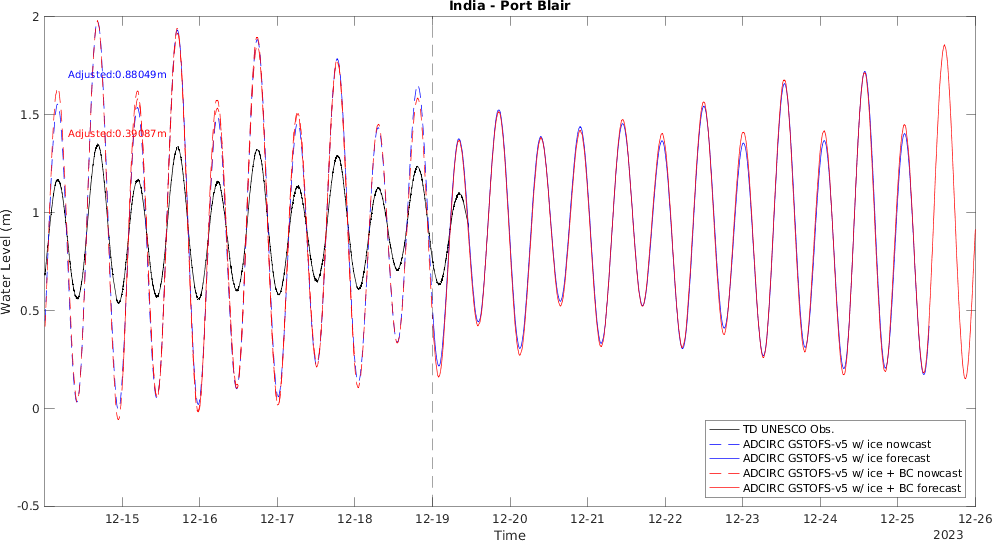 India - Port Blair
2
1.5
1
0.5
0
-0.5
Water Level (m)
Adjusted:0.88049m
Adjusted:0.39087m
TD UNESCO Obs.
ADCIRC GSTOFS-v5 w/ ice nowcast
ADCIRC GSTOFS-v5 w/ ice forecast
ADCIRC GSTOFS-v5 w/ ice + BC nowcast
ADCIRC GSTOFS-v5 w/ ice + BC forecast
12-15 12-16 12-17 12-18 12-19 12-20 12-21 12-22 12-23 12-24 12-25 12-26
Time
2023